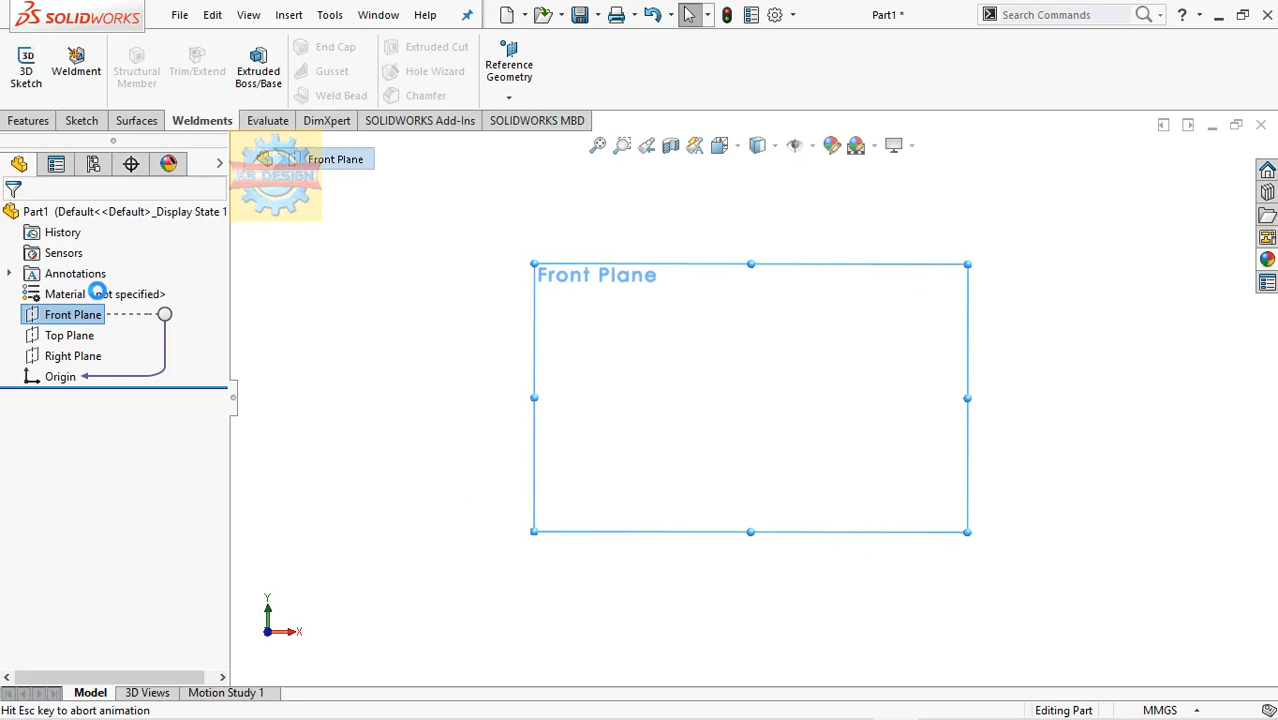 SOLIDWORKS File Edit View Insert Tools Window Help Part1 * Search Commands ?
3D Sketch
Weldment
Structural Member
Trim/Extend
Extruded Boss/Base
End Cap
Gusset
Weld Bead
Extruded Cut
Hole Wizard
Chamfer
Reference Geometry
Features Sketch Surfaces Weldments Evaluate DimXpert SOLIDWORKS Add-Ins SOLIDWORKS MBD
Front Plane
DESIGN
Part1 (Default<<Default>_Display State 1
History
Sensors
Annotations
Material <not specified>
Front Plane
Top Plane
Right Plane
Origin
Front Plane
Y
X
Model 3D Views Motion Study 1
Hit Esc key to abort animation Editing Part MMGS